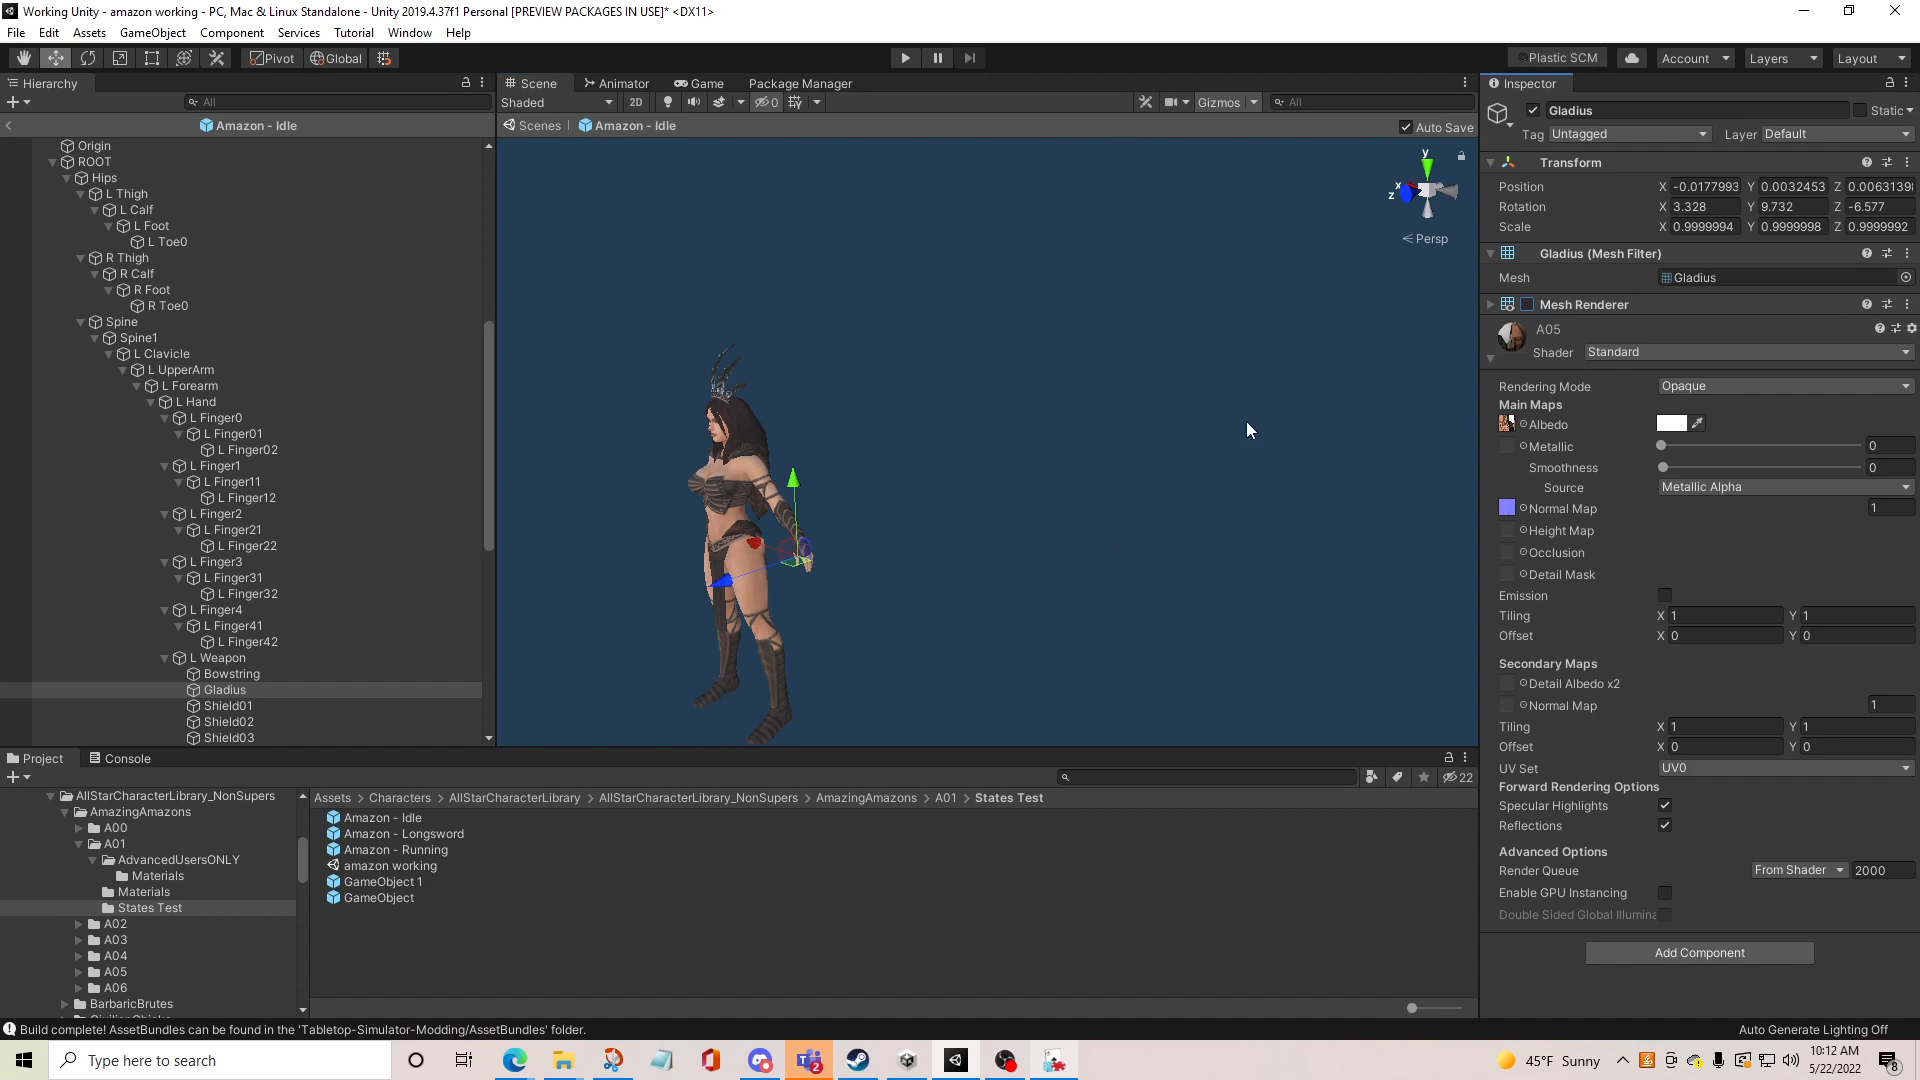 Working Unity - amazon working - PC, Mac & Linux Standalone - Unity 2019.4.37f1 Personal [PREVIEW PACKAGES IN USE]* <DX11>
File Edit Assets GameObject Component Services Tutorial Window Help
Pivot Global Plastic SCM Account Layers Layout
Hierarchy
All
Amazon - Idle
Origin
ROOT
Hips
L Thigh
L Calf
L Foot
L Toe0
R Thigh
R Calf
R Foot
R Toe0
Spine
Spine1
L Clavicle
L UpperArm
L Forearm
L Hand
L Finger0
L Finger01
L Finger02
L Finger1
L Finger11
L Finger12
L Finger2
L Finger21
L Finger22
L Finger3
L Finger31
L Finger32
L Finger4
L Finger41
L Finger42
L Weapon
Bowstring
Gladius
Shield01
Shield02
Shield03
Scene Animator Game Package Manager
Shaded 2D 0 Gizmos All
Scenes Amazon - Idle Auto Save
y
x
z
Persp
Inspector
Gladius Static
Tag Untagged Layer Default
Transform
Position X -0.0177993 Y 0.0032453 Z 0.0063139
Rotation X 3.328 Y 9.732 Z -6.577
Scale X 0.9999994 Y 0.9999998 Z 0.9999992
Gladius (Mesh Filter)
Mesh Gladius
Mesh Renderer
A05
Shader Standard
Rendering Mode Opaque
Main Maps
Albedo
Metallic 0
Smoothness 0
Source Metallic Alpha
Normal Map 1
Height Map
Occlusion
Detail Mask
Emission
Tiling X 1 Y 1
Offset X 0 Y 0
Secondary Maps
Detail Albedo x2
Normal Map 1
Tiling X 1 Y 1
Offset X 0 Y 0
UV Set UV0
Forward Rendering Options
Specular Highlights
Reflections
Advanced Options
Render Queue From Shader 2000
Enable GPU Instancing
Double Sided Global Illumina
Add Component
Project Console
22
AllStarCharacterLibrary_NonSupers
AmazingAmazons
A00
A01
AdvancedUsersONLY
Materials
Materials
States Test
A02
A03
A04
A05
A06
BarbaricBrutes
Assets > Characters > AllStarCharacterLibrary > AllStarCharacterLibrary_NonSupers > AmazingAmazons > A01 > States Test
Amazon - Idle
Amazon - Longsword
Amazon - Running
amazon working
GameObject 1
GameObject
Build complete! AssetBundles can be found in the 'Tabletop-Simulator-Modding/AssetBundles' folder.
Auto Generate Lighting Off
Type here to search
2
45°F Sunny
10:12 AM
5/22/2022
8